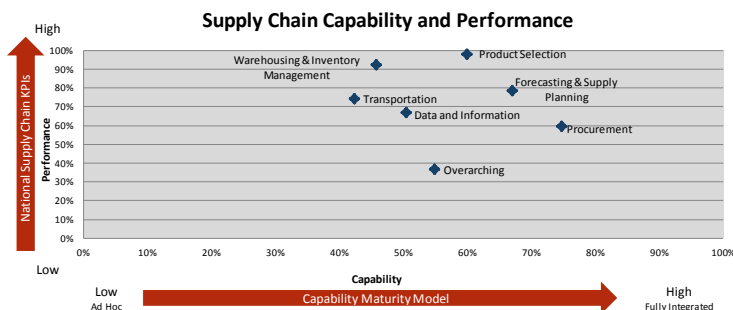 Supply Chain Capability and Performance
High
National Supply Chain KPIs
Low
Performance
100%
90%
80%
70%
60%
50%
40%
30%
20%
10%
0%
Warehousing & Inventory
Management
Product Selection
Forecasting & Supply
Planning
Transportation
Data and Information
Procurement
Overarching
0% 10% 20% 30% 40% 50% 60% 70% 80% 90% 100%
Capability
Low
Ad Hoc
Capability Maturity Model
High
Fully Integrated